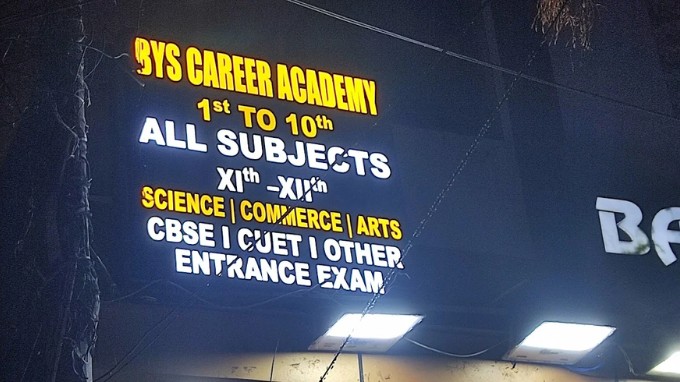 BYS CAREER ACADEMY
1st TO 10th
ALL SUBJECTS
XIth -XIIth
SCIENCE | COMMERCE | ARTS
CBSE | CUET | OTHER
ENTRANCE EXAM